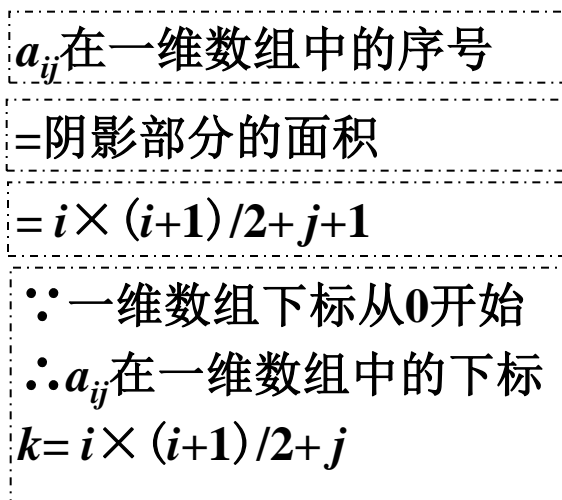 aij在一维数组中的序号
=阴影部分的面积
= i×(i+1)/2+ j+1
∵一维数组下标从0开始
∴aij在一维数组中的下标
k= i×(i+1)/2+ j